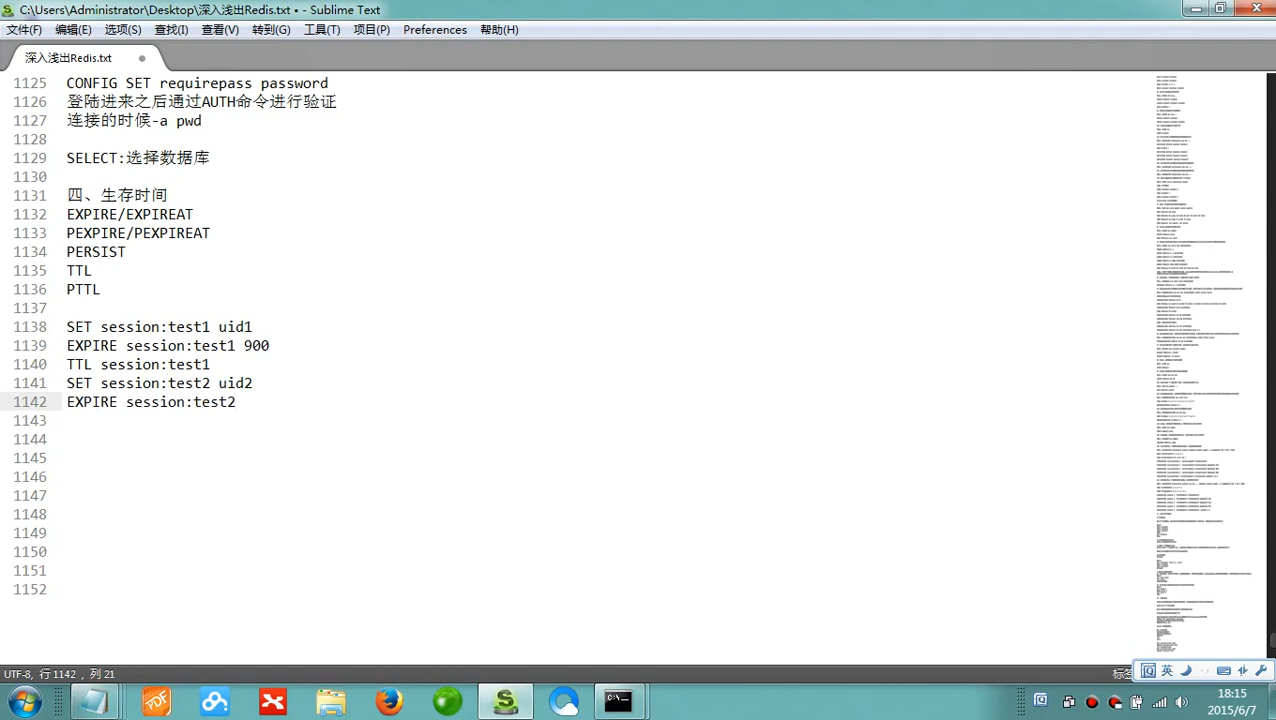 C:\Users\Administrator\Desktop\深入浅出Redis.txt • - Sublime Text
文件(F) 编辑(E) 选择(S) 查找(I) 查看(V) 转到(G) 工具(T) 项目(P) Preferences 帮助(H)
深入浅出Redis.txt
1125 CONFIG SET requirepass password
1126 登陆进来之后通过AUTH命令进行验证
1127 连接的时候-a password
1128
1129 SELECT:选择数据库
1130
1131 四、生存时间
1132 EXPIRE/EXPIREAT
1133 PEXPIRE/PEXPIREAT
1134 PERSIST
1135 TTL
1136 PTTL
1137
1138 SET session:test1 uid1
1139 EXPIRE session:test1 900
1140 TTL session:test1
1141 SET session:test2 uid2
1142 EXPIRE session:test2
1143
1144
1145
1146
1147
1148
1149
1150
1151
1152
UTF-8, 行 1142, 列 21
英
18:15
2015/6/7